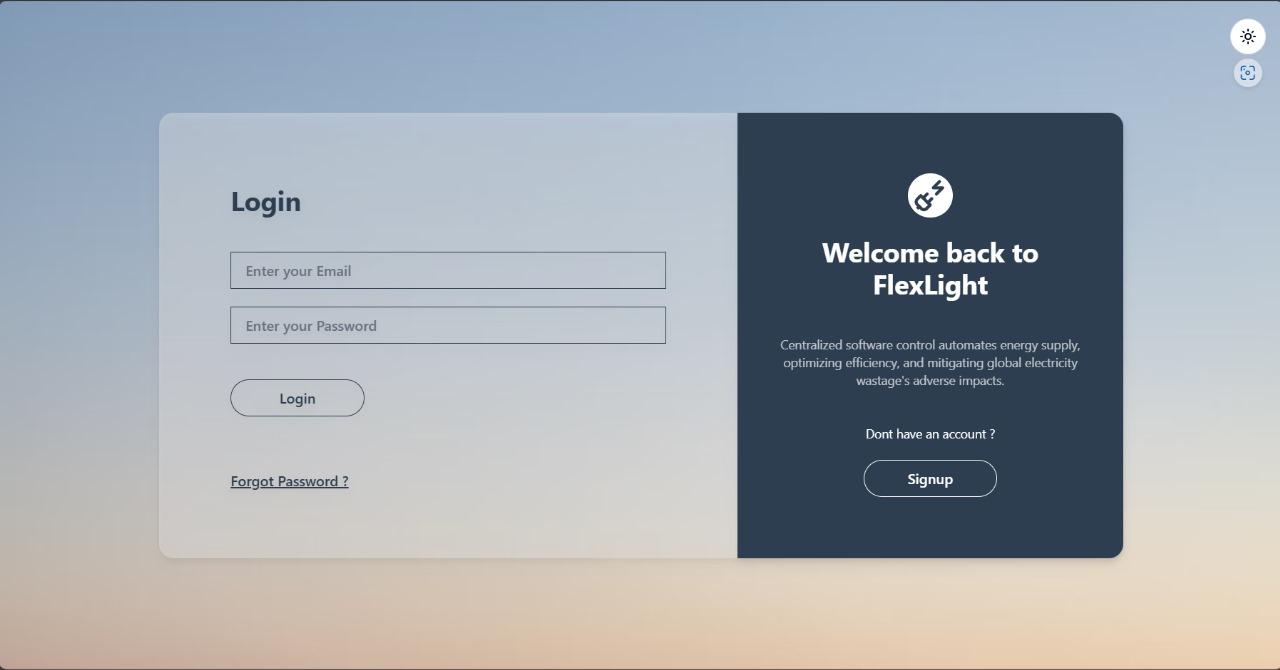 Login
Enter your Email
Enter your Password
Login
Forgot Password ?
Welcome back to
FlexLight
Centralized software control automates energy supply,
optimizing efficiency, and mitigating global electricity
wastage's adverse impacts.
Dont have an account ?
Signup